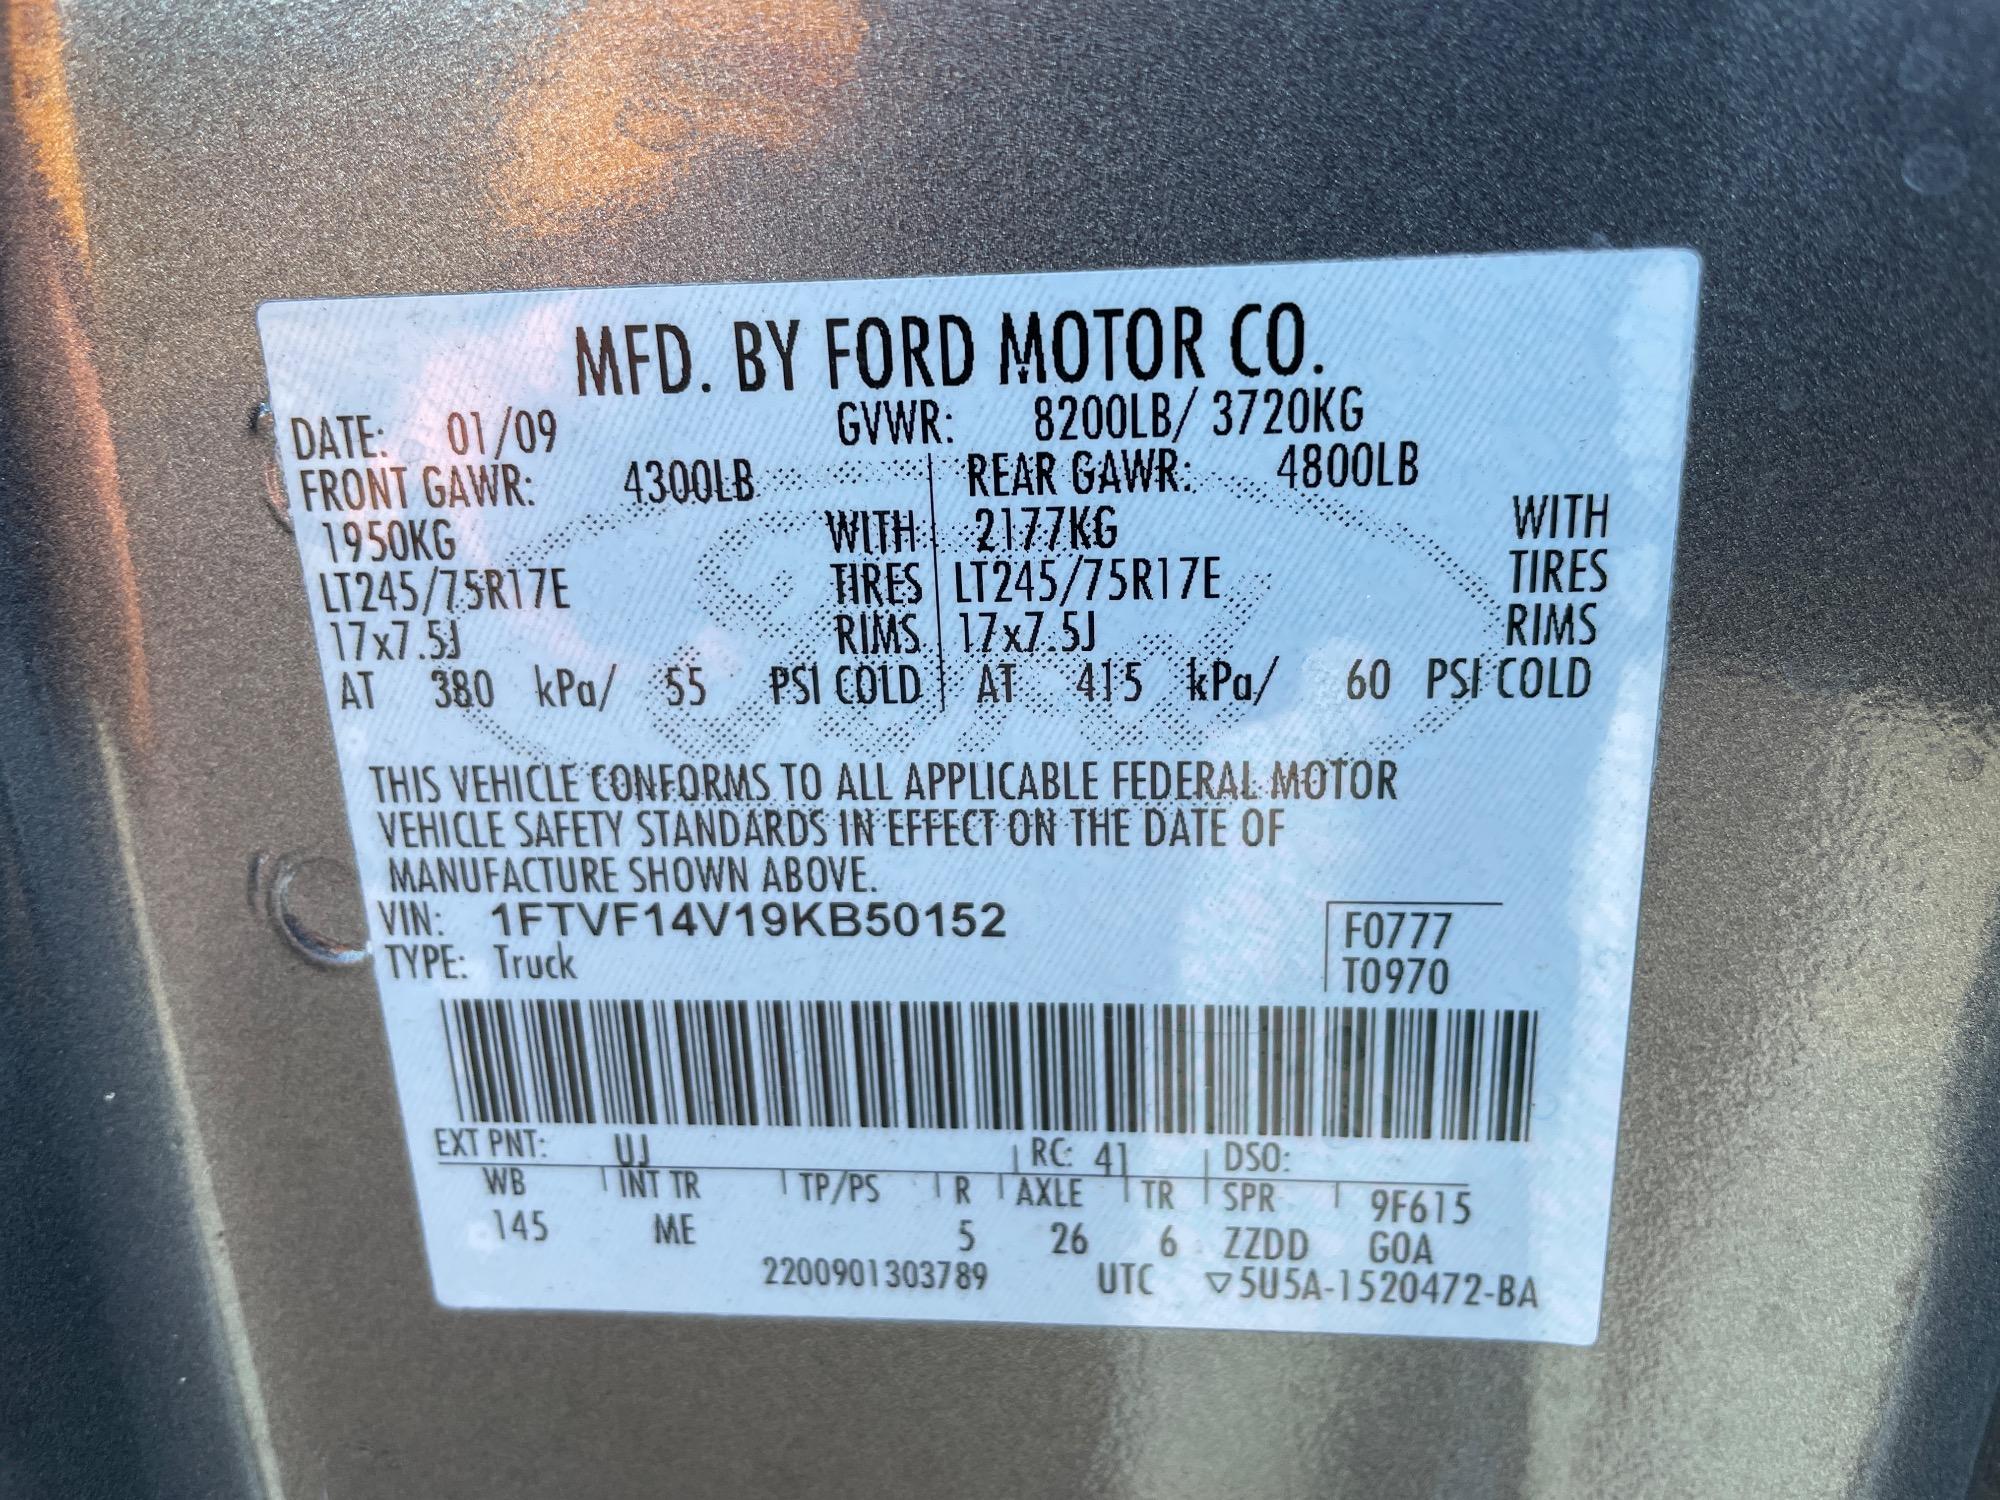 MFD. BY FORD MOTOR CO.
DATE: 01/09 GVWR: 8200LB/ 3720KG
FRONT GAWR: 4300LB REAR GAWR: 4800LB
1950KG WITH 2177KG WITH
LT245/75R17E TIRES LT245/75R17E TIRES
17x7.5J RIMS 17x7.5J RIMS
AT 380 kPa/ 55 PSI COLD AT 415 kPa/ 60 PSI COLD
THIS VEHICLE CONFORMS TO ALL APPLICABLE FEDERAL MOTOR
VEHICLE SAFETY STANDARDS IN EFFECT ON THE DATE OF
MANUFACTURE SHOWN ABOVE.
VIN: 1FTVF14V19KB50152 F0777
TYPE: Truck T0970
EXT PNT: UJ RC: 41 DSO:
WB INT TR TP/PS R AXLE TR SPR 9F615
145 ME 5 26 6 ZZDD GOA
2200901303789 UTC ▽5U5A-1520472-BA